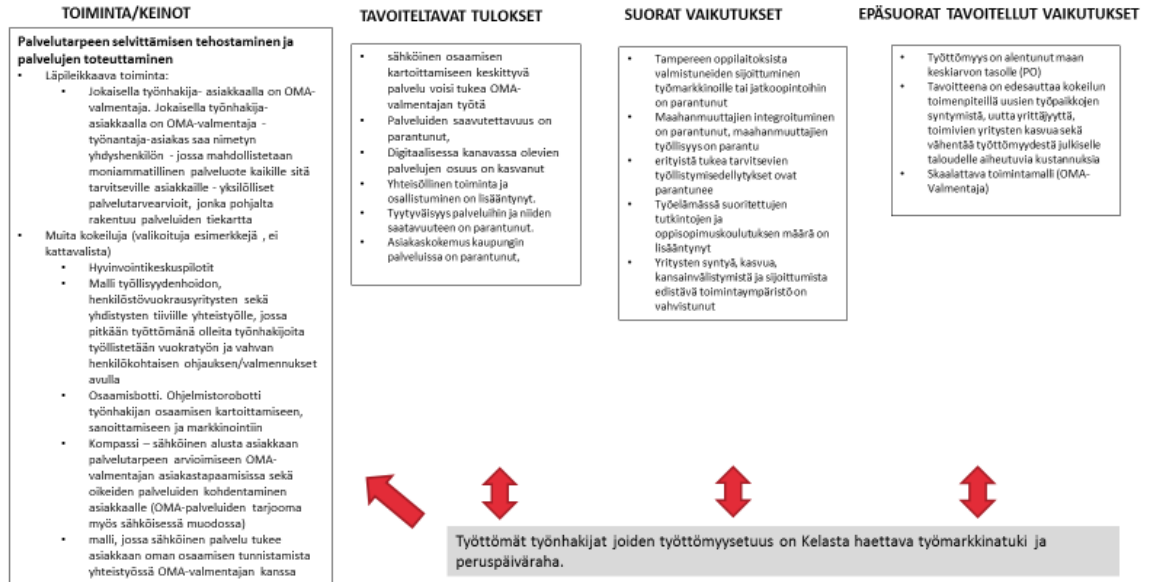 TOIMINTA/KEINOT
Palvelutarpeen selvittämisen tehostaminen ja
palvelujen toteuttaminen
• Läpileikkaava toiminta:
• Jokaisella työnhakija- asiakkaalla on OMA-
valmentaja. Jokaisella työnhakija-
asiakkaalla on OMA-valmentaja -
työnantaja-asiakas saa nimetyn
yhdyshenkilön - jossa mahdollistetaan
moniammatillinen palveluote kaikille sitä
tarvitseville asiakkaille - yksilölliset
palvelutarvearvioit, jonka pohjalta
rakentuu palveluiden tiekartta
• Muita kokeiluja (valikoituja esimerkkejä , ei
kattavalista)
• Hyvinvointikeskuspilotit
• Malli työllisyydenhoidon,
henkilöstövuokrausyritysten sekä
yhdistysten tiiviille yhteistyölle, jossa
pitkään työttömänä olleita työnhakijoita
työllistetään vuokratyön ja vahvan
henkilökohtaisen ohjauksen/valmennukset
avulla
• Osaamisbotti. Ohjelmistorobotti
työnhakijan osaamisen kartoittamiseen,
sanoittamiseen ja markkinointiin
• Kompassi – sähköinen alusta asiakkaan
palvelutarpeen arvioimiseen OMA-
valmentajan asiakastapaamisissa sekä
oikeiden palveluiden kohdentaminen
asiakkaalle (OMA-palveluiden tarjooma
myös sähköisessä muodossa)
• malli, jossa sähköinen palvelu tukee
asiakkaan oman osaamisen tunnistamista
yhteistyössä OMA-valmentajan kanssa
TAVOITELTAVAT TULOKSET
• sähköinen osaamisen
kartoittamiseen keskittyvä
palvelu voisi tukea OMA-
valmentajan työtä
• Palveluiden saavutettavuus on
parantunut,
• Digitaalisessa kanavassa olevien
palvelujen osuus on kasvanut
• Yhteisöllinen toiminta ja
osallistuminen on lisääntynyt.
• Tyytyväisyys palveluihin ja niiden
saatavuuteen on parantunut.
• Asiakaskokemus kaupungin
palveluissa on parantunut,
SUORAT VAIKUTUKSET
• Tampereen oppilaitoksista
valmistuneiden sijoittuminen
työmarkkinoille tai jatkoopintoihin
on parantunut
• Maahanmuuttajien integroituminen
on parantunut, maahanmuuttajien
työllisyys on parantu
• erityistä tukea tarvitsevien
työllistymisedellytykset ovat
parantunee
• Työelämässä suoritettujen
tutkintojen ja
oppisopimuskoulutuksen määrä on
lisääntynyt
• Yritysten syntyä, kasvua,
kansainvälistymistä ja sijoittumista
edistävä toimintaympäristö on
vahvistunut
EPÄSUORAT TAVOITELLUT VAIKUTUKSET
• Työttömyys on alentunut maan
keskiarvon tasolle (PO)
• Tavoitteena on edesauttaa kokeilun
toimenpiteillä uusien työpaikkojen
syntymistä, uutta yrittäjyyttä,
toimivien yritysten kasvua sekä
vähentää työttömyydestä julkiselle
taloudelle aiheutuvia kustannuksia
• Skaalattava toimintamalli (OMA-
Valmentaja)
Työttömät työnhakijat joiden työttömyysetuus on Kelasta haettava työmarkkinatuki ja
peruspäiväraha.